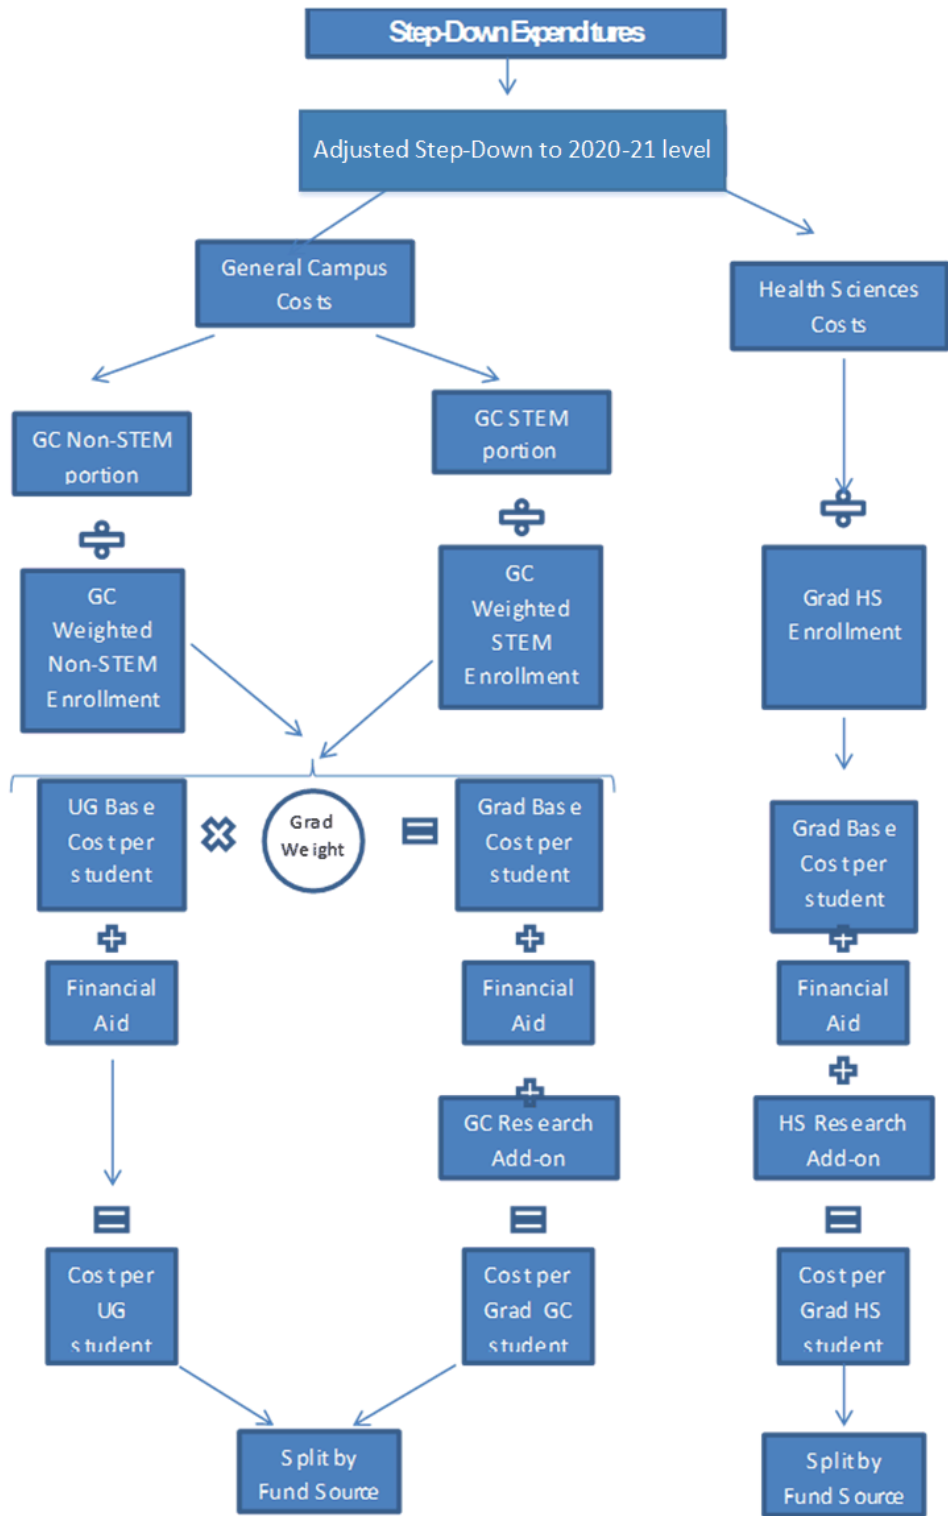 Step-Down Expenditures
Adjusted Step-Down to 2020-21 level
General Campus
Costs
Health Sciences
Costs
GC Non-STEM
portion
GC STEM
portion
GC
Weighted
Non-STEM
Enrollment
GC
Weighted
STEM
Enrollment
Grad HS
Enrollment
UG Base
Cost per
student
Grad
Weight
Grad Base
Cost per
student
Grad Base
Cost per
student
Financial
Aid
Financial
Aid
Financial
Aid
GC Research
Add-on
HS Research
Add-on
Cost per
UG
student
Cost per
Grad GC
student
Cost per
Grad HS
student
Split by
Fund Source
Split by
Fund Source